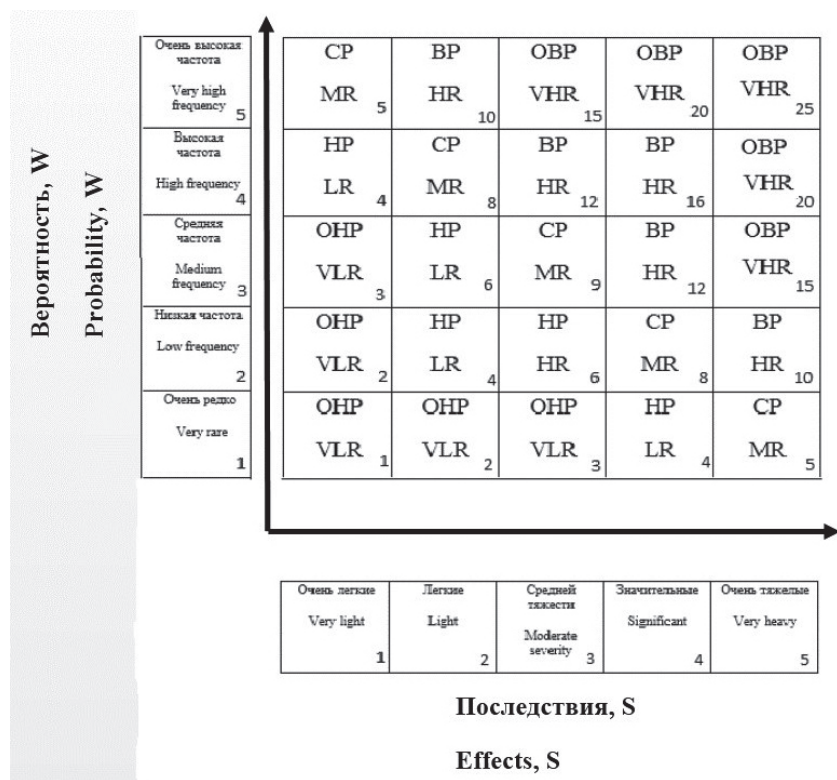 Вероятность, W
Probability, W
Очень высокая
частота
Very high
frequency
5
СР
MR
5
ВР
HR
10
ОВР
VHR
15
ОВР
VHR
20
ОВР
VHR
25
Высокая
частота
High frequency
4
НР
LR
4
СР
MR
8
ВР
HR
12
ВР
HR
16
ОВР
VHR
20
Средняя
частота
Medium
frequency
3
ОНР
VLR
3
НР
LR
6
СР
MR
9
ВР
HR
12
ОВР
VHR
15
Низкая частота
Low frequency
2
ОНР
VLR
2
НР
LR
4
НР
HR
6
СР
MR
8
ВР
HR
10
Очень редко
Very rare
1
ОНР
VLR
1
ОНР
VLR
2
ОНР
VLR
3
НР
LR
4
СР
MR
5
Очень легкие
Very light
1
Легкие
Light
2
Средней
тяжести
Moderate
severity
3
Значительные
Significant
4
Очень тяжелые
Very heavy
5
Последствия, S
Effects, S